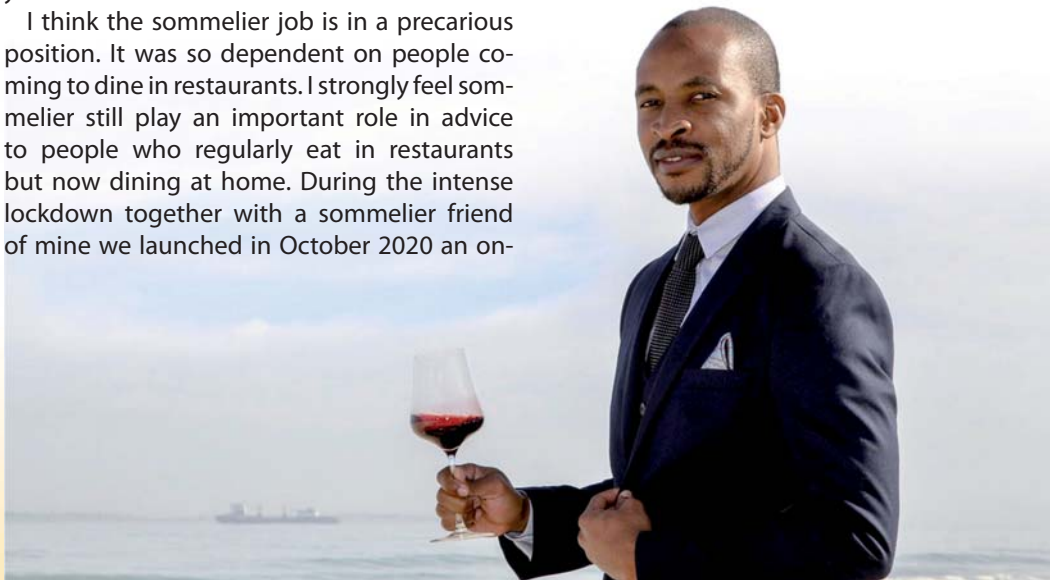 I think the sommelier job is in a precarious
position. It was so dependent on people co-
ming to dine in restaurants. I strongly feel som-
melier still play an important role in advice
to people who regularly eat in restaurants
but now dining at home. During the intense
lockdown together with a sommelier friend
of mine we launched in October 2020 an on-